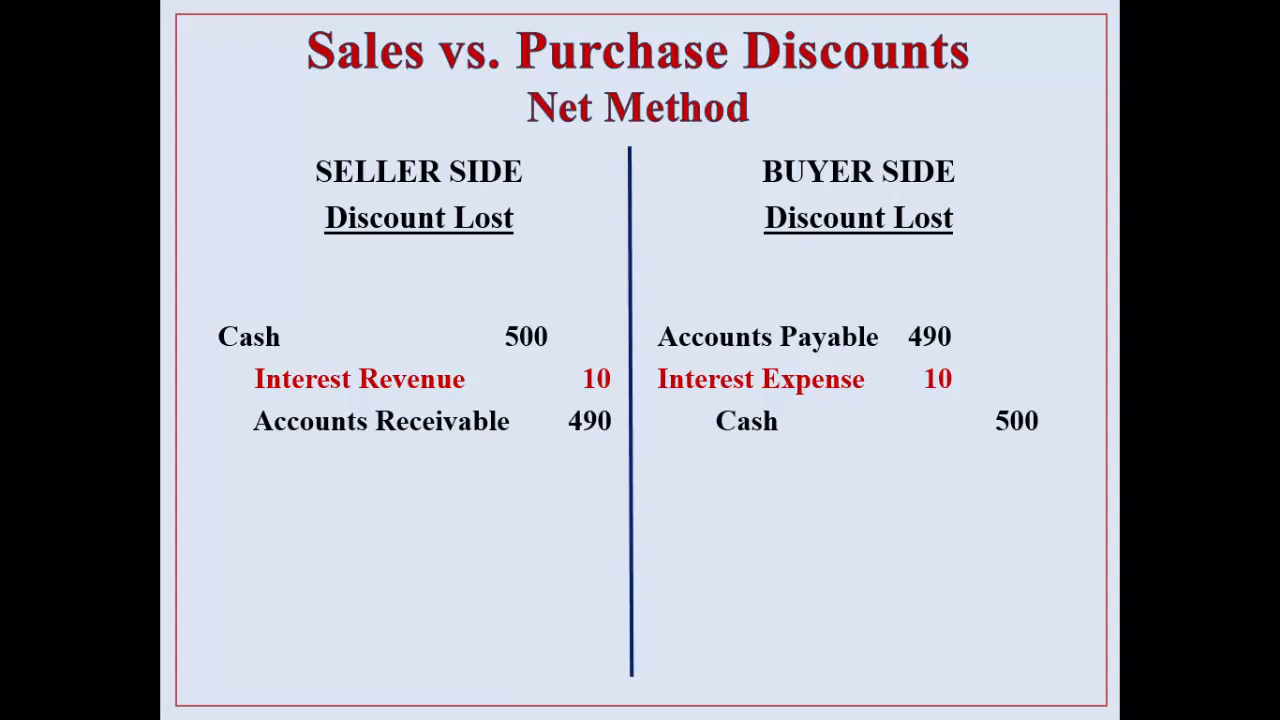 Sales vs. Purchase Discounts
Net Method
SELLER SIDE
Discount Lost
Cash 500
Interest Revenue 10
Accounts Receivable 490
BUYER SIDE
Discount Lost
Accounts Payable 490
Interest Expense 10
Cash 500